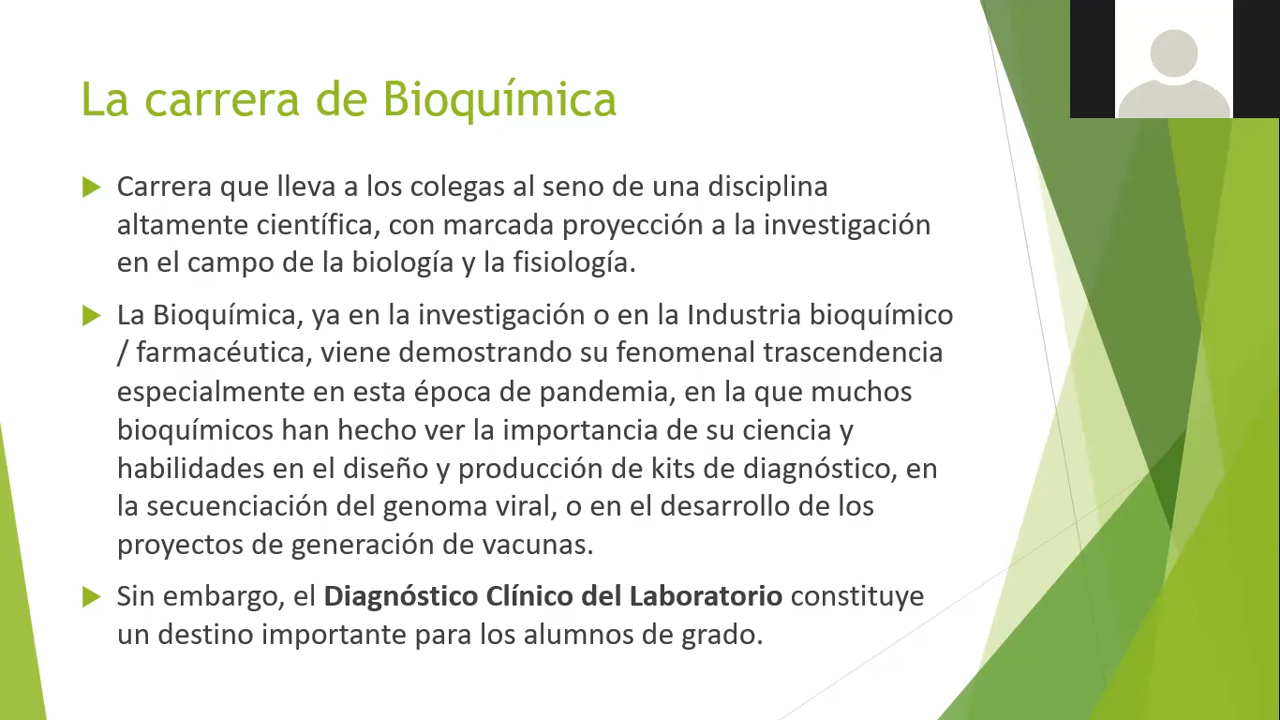 La carrera de Bioquímica
Carrera que lleva a los colegas al seno de una disciplina
altamente científica, con marcada proyección a la investigación
en el campo de la biología y la fisiología.
La Bioquímica, ya en la investigación o en la Industria bioquímico
/ farmacéutica, viene demostrando su fenomenal trascendencia
especialmente en esta época de pandemia, en la que muchos
bioquímicos han hecho ver la importancia de su ciencia y
habilidades en el diseño y producción de kits de diagnóstico, en
la secuenciación del genoma viral, o en el desarrollo de los
proyectos de generación de vacunas.
Sin embargo, el Diagnóstico Clínico del Laboratorio constituye
un destino importante para los alumnos de grado.